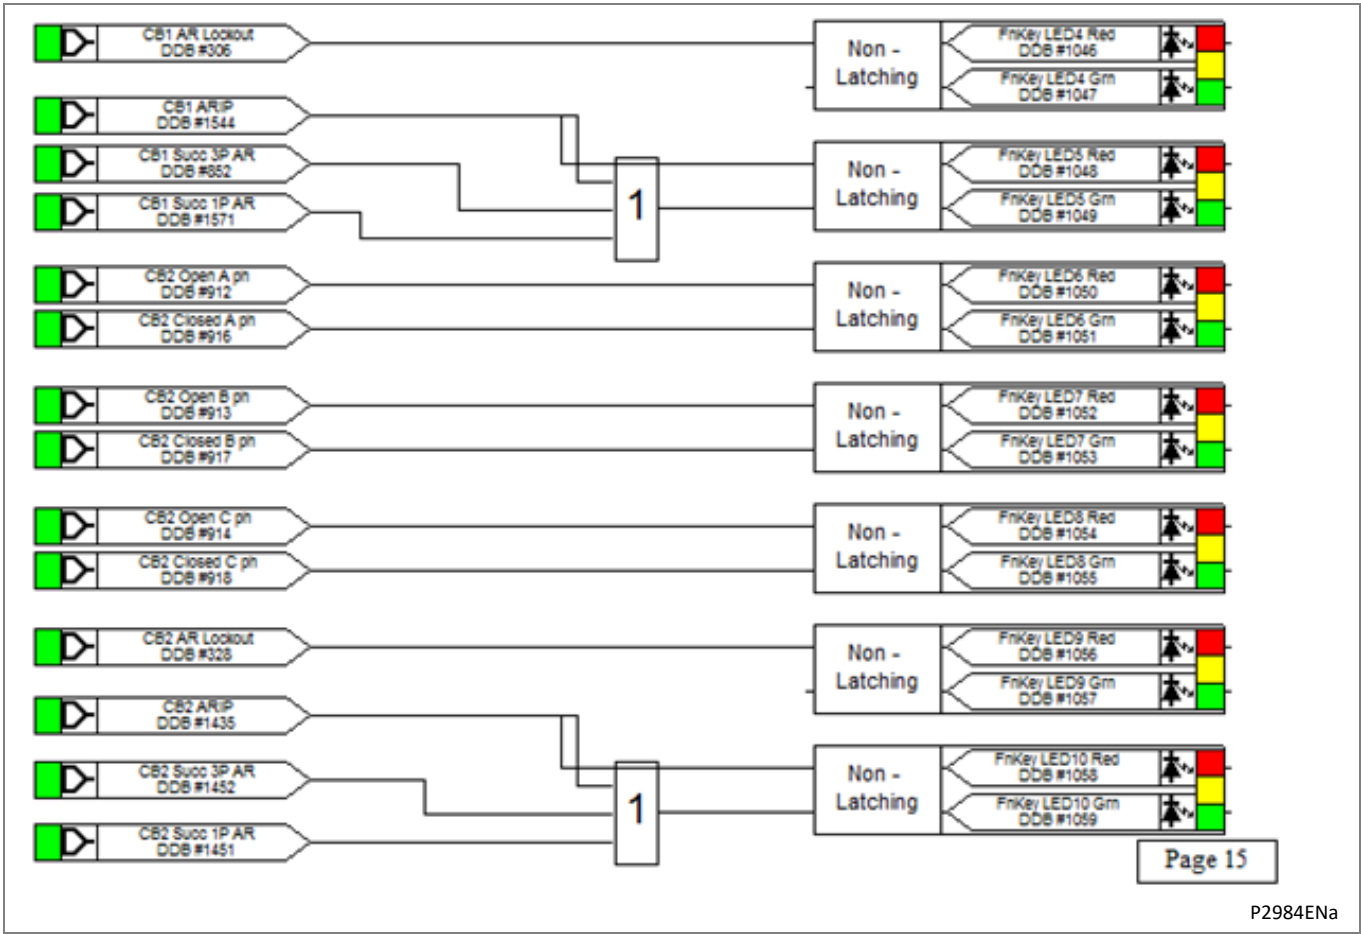 CB1 AR Lockout
DDB #306
Non -
Latching
FnKey LED4 Red
DDB #1046
FnKey LED4 Grn
DDB #1047
CB1 ARIP
DDB #1544
CB1 Succ 3P AR
DDB #852
CB1 Succ 1P AR
DDB #1571
1
Non -
Latching
FnKey LED5 Red
DDB #1048
FnKey LED5 Grn
DDB #1049
CB2 Open A ph
DDB #912
CB2 Closed A ph
DDB #916
Non -
Latching
FnKey LED6 Red
DDB #1050
FnKey LED6 Grn
DDB #1051
CB2 Open B ph
DDB #913
CB2 Closed B ph
DDB #917
Non -
Latching
FnKey LED7 Red
DDB #1052
FnKey LED7 Grn
DDB #1053
CB2 Open C ph
DDB #914
CB2 Closed C ph
DDB #918
Non -
Latching
FnKey LED8 Red
DDB #1054
FnKey LED8 Grn
DDB #1055
CB2 AR Lockout
DDB #328
Non -
Latching
FnKey LED9 Red
DDB #1056
FnKey LED9 Grn
DDB #1057
CB2 ARIP
DDB #1435
CB2 Succ 3P AR
DDB #1452
CB2 Succ 1P AR
DDB #1451
1
Non -
Latching
FnKey LED10 Red
DDB #1058
FnKey LED10 Grn
DDB #1059
Page 15
P2984ENa